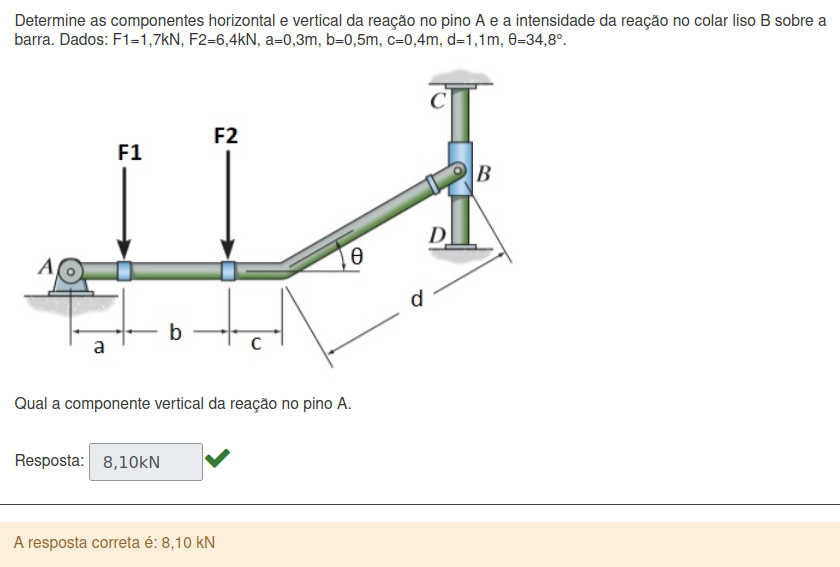 Determine as componentes horizontal e vertical da reação no pino A e a intensidade da reação no colar liso B sobre a
barra. Dados: F1=1,7kN, F2=6,4kN, a=0,3m, b=0,5m, c=0,4m, d=1,1m, θ=34,8º.
C
F2
F1
B
D
A
θ
d
b
a
c
Qual a componente vertical da reação no pino A.
Resposta: 8,10kN
A resposta correta é: 8,10 kN